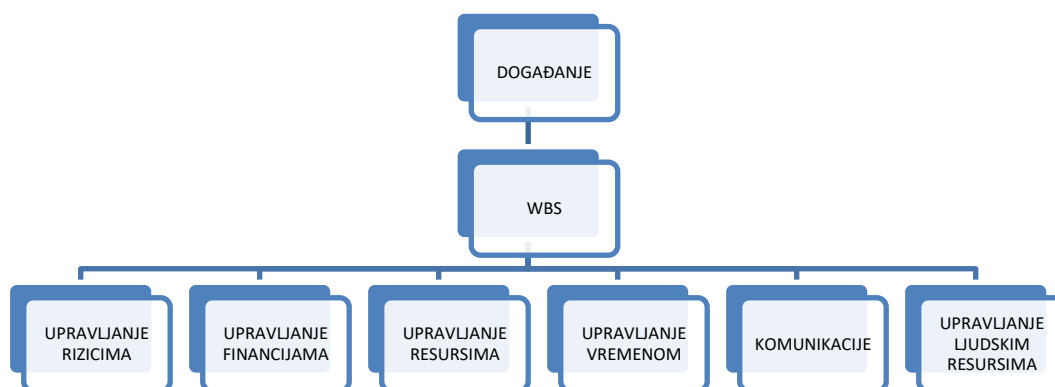 DOGAĐANJE
WBS
UPRAVLJANJE
RIZICIMA
UPRAVLJANJE
FINANCIJAMA
UPRAVLJANJE
RESURSIMA
UPRAVLJANJE
VREMENOM
KOMUNIKACIJE
UPRAVLJANJE
LJUDSKIM
RESURSIMA